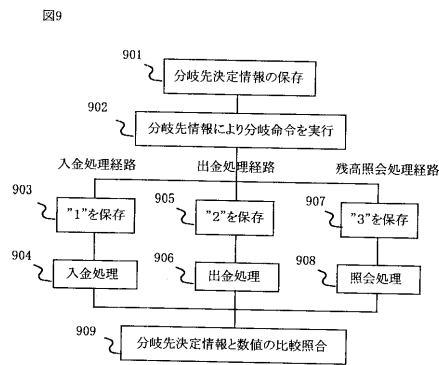 図9
901
分岐先決定情報の保存
902
分岐先情報により分岐命令を実行
入金処理経路
出金処理経路
残高照会処理経路
903
"1"を保存
905
"2"を保存
907
"3"を保存
904
入金処理
906
出金処理
908
照会処理
909
分岐先決定情報と数値の比較照合